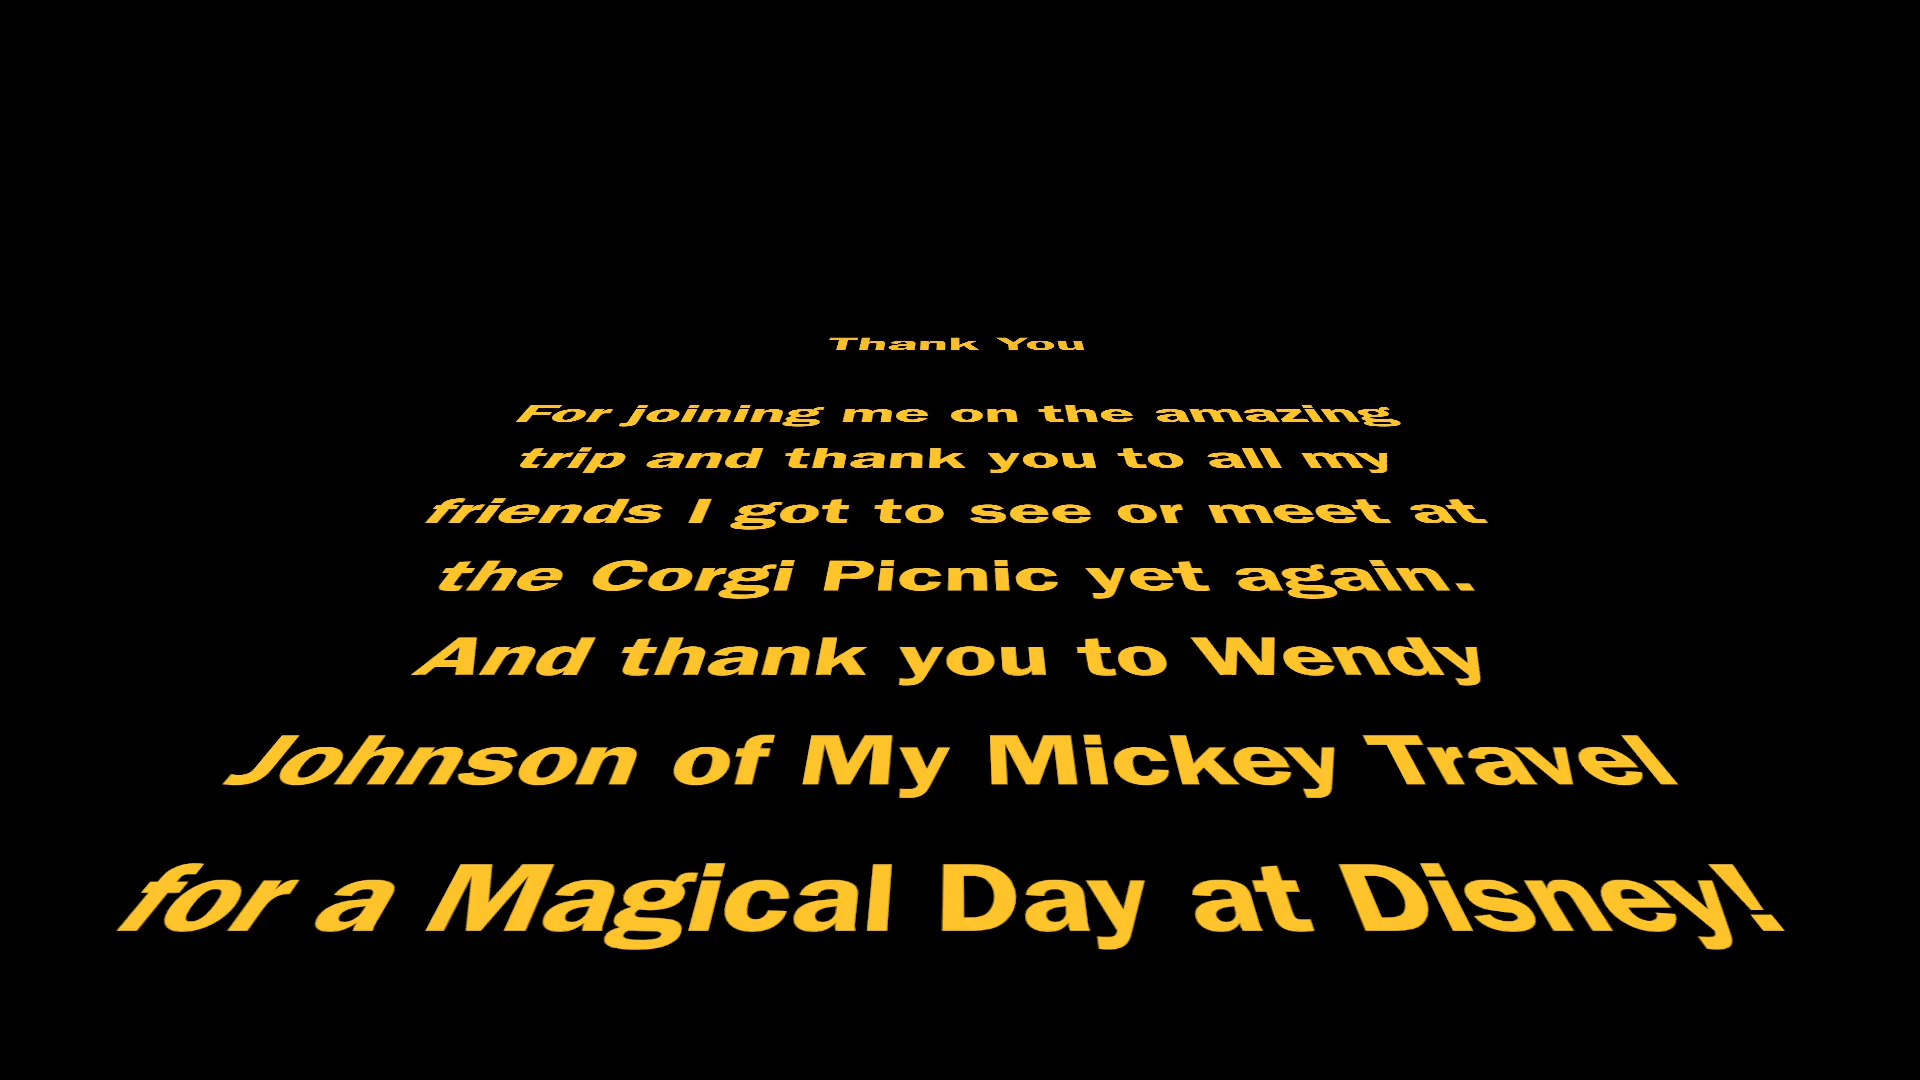 Thank You
For joining me on the amazing
trip and thank you to all my
friends I got to see or meet at
the Corgi Picnic yet again.
And thank you to Wendy
Johnson of My Mickey Travel
for a Magical Day at Disney!